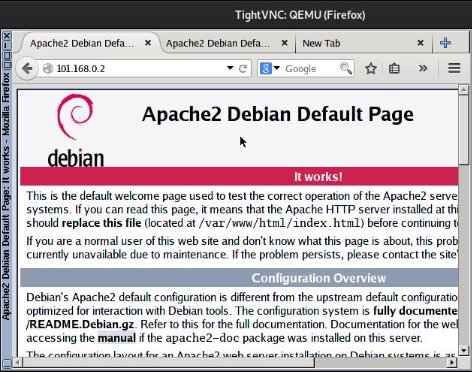 TightVNC: QEMU (Firefox)
Apache2 Debian Default Page: It works - Mozilla Firefox
Apache2 Debian Defa... Apache2 Debian Defa... New Tab
101.168.0.2 Google
debian
Apache2 Debian Default Page
It works!
This is the default welcome page used to test the correct operation of the Apache2 serve
systems. If you can read this page, it means that the Apache HTTP server installed at thi
should replace this file (located at /var/www/html/index.html) before continuing to
If you are a normal user of this web site and don't know what this page is about, this prob
currently unavailable due to maintenance. If the problem persists, please contact the site'
Configuration Overview
Debian's Apache2 default configuration is different from the upstream default configuratio
optimized for interaction with Debian tools. The configuration system is fully documente
/README.Debian.gz. Refer to this for the full documentation. Documentation for the wel
accessing the manual if the apache2-doc package was installed on this server.
The configuration layout for an Apache2 web server installation on Debian systems is as